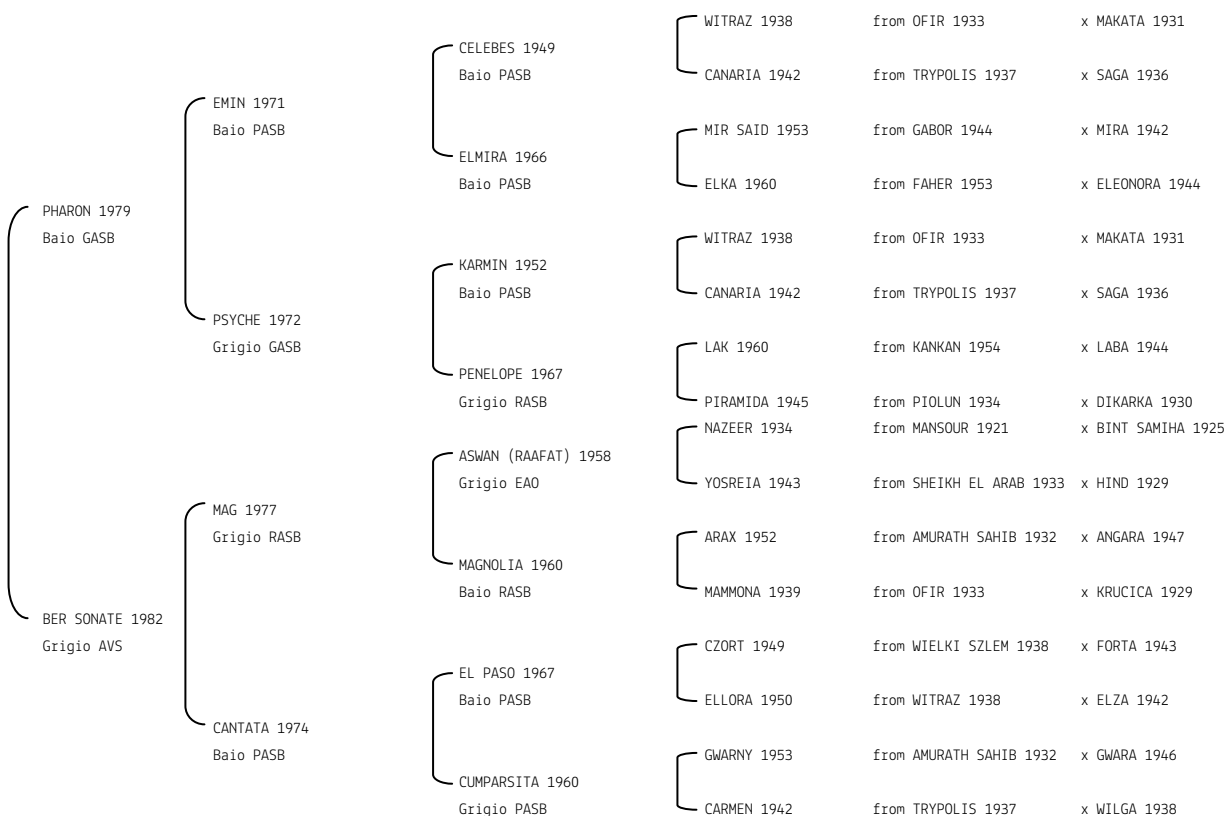 WITRAZ 1938 from OFIR 1933 x MAKATA 1931
CELEBES 1949
Baio PASB
CANARIA 1942 from TRYPOLIS 1937 x SAGA 1936
EMIN 1971
Baio PASB
MIR SAID 1953 from GABOR 1944 x MIRA 1942
ELMIRA 1966
Baio PASB
ELKA 1960 from FAHER 1953 x ELEONORA 1944
PHARON 1979
Baio GASB
WITRAZ 1938 from OFIR 1933 x MAKATA 1931
KARMIN 1952
Baio PASB
CANARIA 1942 from TRYPOLIS 1937 x SAGA 1936
PSYCHE 1972
Grigio GASB
LAK 1960 from KANKAN 1954 x LABA 1944
PENELOPE 1967
Grigio RASB
PIRAMIDA 1945 from PIOLUN 1934 x DIKARKA 1930
NAZEER 1934 from MANSOUR 1921 x BINT SAMIHA 1925
ASWAN (RAAFAT) 1958
Grigio EAO
YOSREIA 1943 from SHEIKH EL ARAB 1933 x HIND 1929
MAG 1977
Grigio RASB
ARAX 1952 from AMURATH SAHIB 1932 x ANGARA 1947
MAGNOLIA 1960
Baio RASB
MAMMONA 1939 from OFIR 1933 x KRUCICA 1929
BER SONATE 1982
Grigio AVS
CZORT 1949 from WIELKI SZLEM 1938 x FORTA 1943
EL PASO 1967
Baio PASB
ELLORA 1950 from WITRAZ 1938 x ELZA 1942
CANTATA 1974
Baio PASB
GWARNY 1953 from AMURATH SAHIB 1932 x GWARA 1946
CUMPARSITA 1960
Grigio PASB
CARMEN 1942 from TRYPOLIS 1937 x WILGA 1938